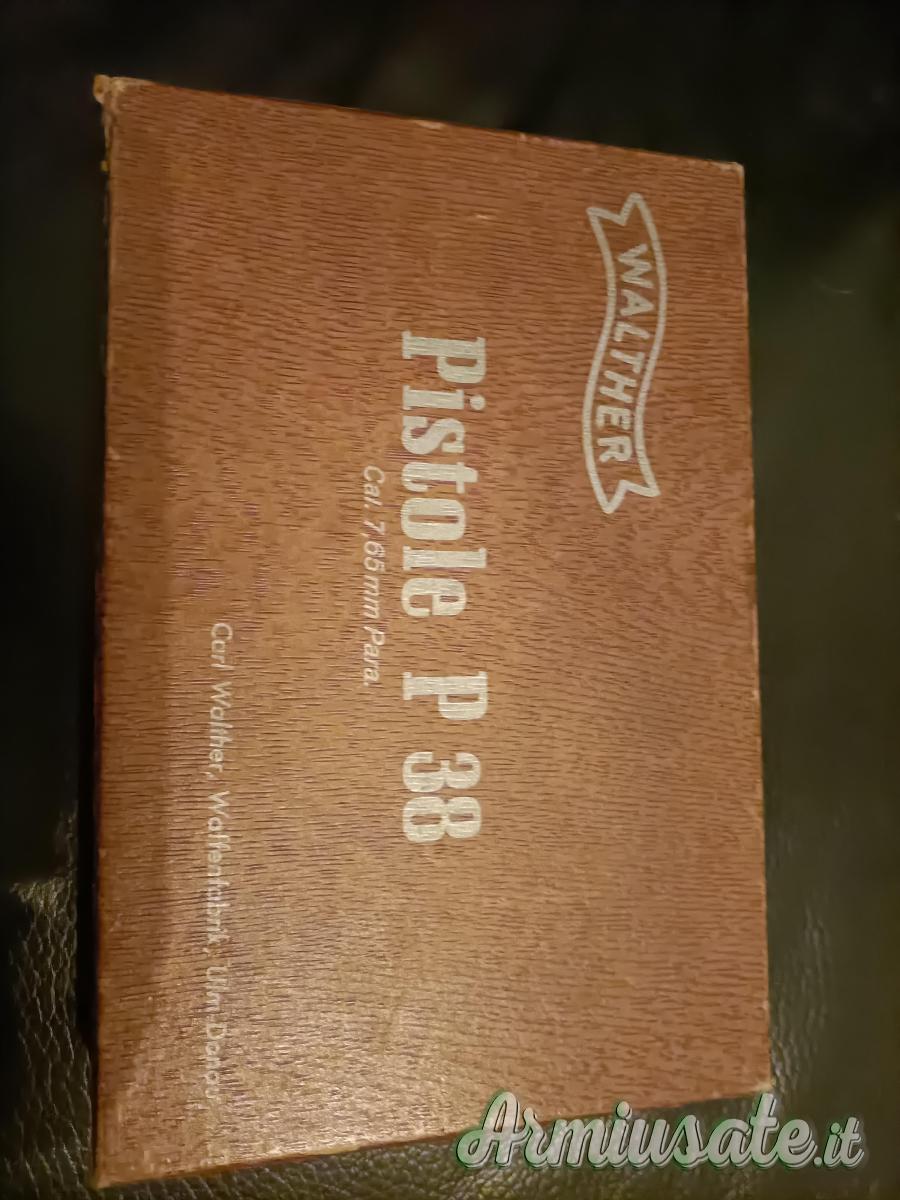 WALTHER
Pistole P 38
Cal. 7,65 mm Para.
Carl Walther, Waffenfabrik, Ulm/Donau
Armiusate.it